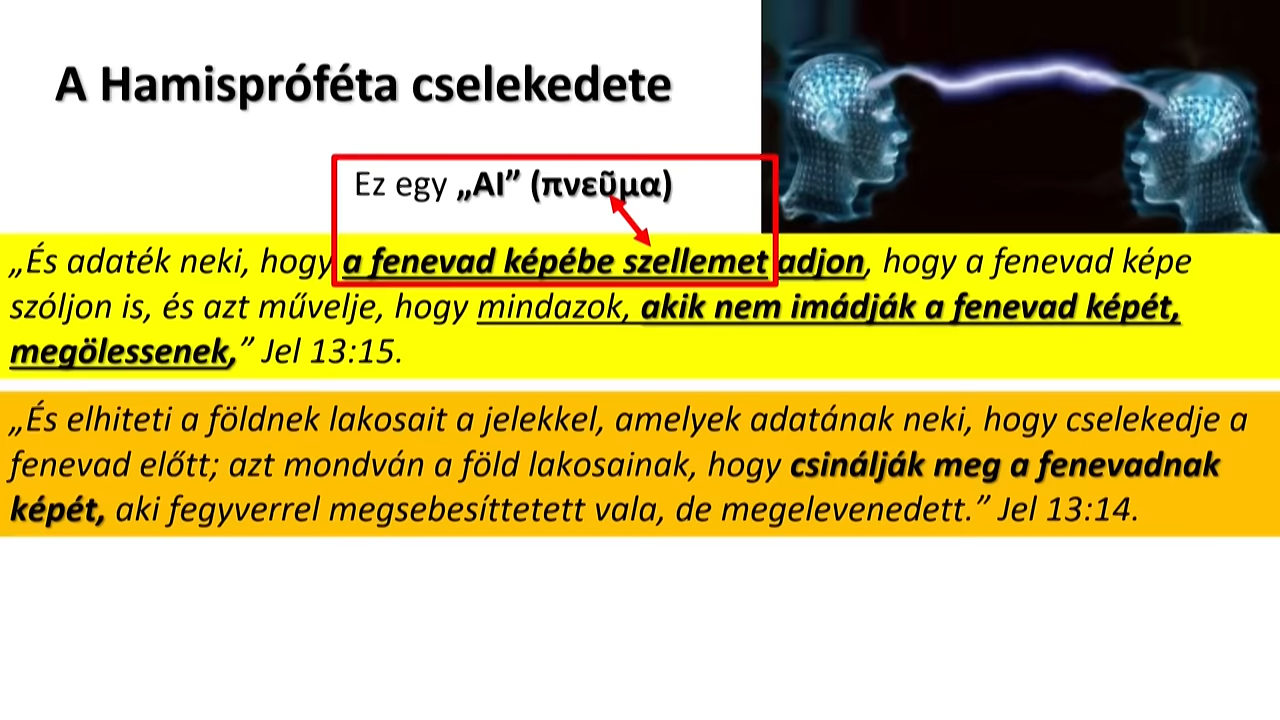 A Hamispróféta cselekedete
Ez egy „AI” (πνεῦμα)
„És adaték neki, hogy a fenevad képébe szellemet adjon, hogy a fenevad képe
szóljon is, és azt művelje, hogy mindazok, akik nem imádják a fenevad képét,
megölessenek,” Jel 13:15.
„És elhiteti a földnek lakosait a jelekkel, amelyek adatának neki, hogy cselekedje a
fenevad előtt; azt mondván a föld lakosainak, hogy csinálják meg a fenevadnak
képét, aki fegyverrel megsebesíttetett vala, de megelevenedett.” Jel 13:14.